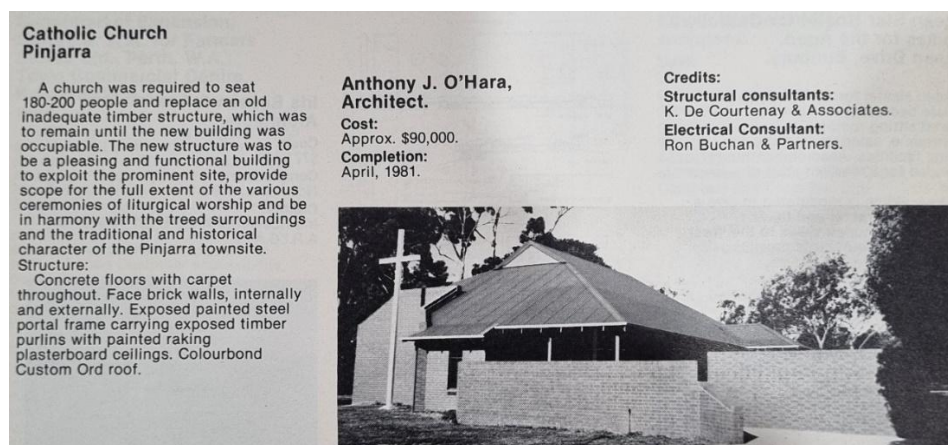 Catholic Church
Pinjarra
A church was required to seat
180-200 people and replace an old
inadequate timber structure, which was
to remain until the new building was
occupiable. The new structure was to
be a pleasing and functional building
to exploit the prominent site, provide
scope for the full extent of the various
ceremonies of liturgical worship and be
in harmony with the treed surroundings
and the traditional and historical
character of the Pinjarra townsite.
Structure:
Concrete floors with carpet
throughout. Face brick walls, internally
and externally. Exposed painted steel
portal frame carrying exposed timber
purlins with painted raking
plasterboard ceilings. Colourbond
Custom Ord roof.
Anthony J. O'Hara,
Architect.
Cost:
Approx. $90,000.
Completion:
April, 1981.
Credits:
Structural consultants:
K. De Courtenay & Associates.
Electrical Consultant:
Ron Buchan & Partners.